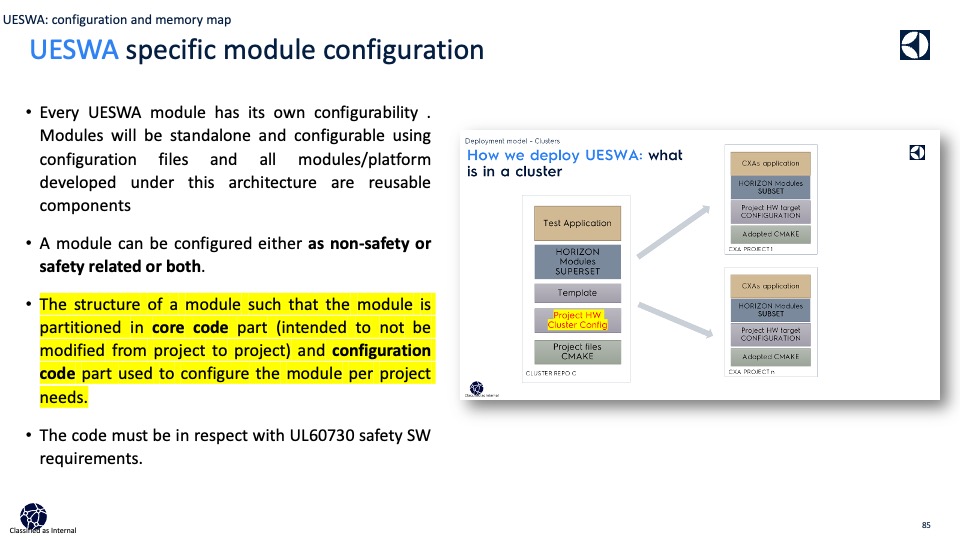 UESWA: configuration and memory map
UESWA specific module configuration
• Every UESWA module has its own configurability .
Modules will be standalone and configurable using
configuration files and all modules/platform
developed under this architecture are reusable
components
• A module can be configured either as non-safety or
safety related or both.
• The structure of a module such that the module is
partitioned in core code part (intended to not be
modified from project to project) and configuration
code part used to configure the module per project
needs.
• The code must be in respect with UL60730 safety SW
requirements.
Deployment model – Clusters
How we deploy UESWA: what
is in a cluster
Test Application
HORIZON
Modules
SUPERSET
Template
Project HW
Cluster Config
Project files
CMAKE
CLUSTER REPO C
CXAs application
HORIZON Modules
SUBSET
Project HW target
CONFIGURATION
Adapted CMAKE
CXA PROJECT 1
CXAs application
HORIZON Modules
SUBSET
Project HW target
CONFIGURATION
Adapted CMAKE
CXA PROJECT n
Classified as Internal
Classified as Internal
85